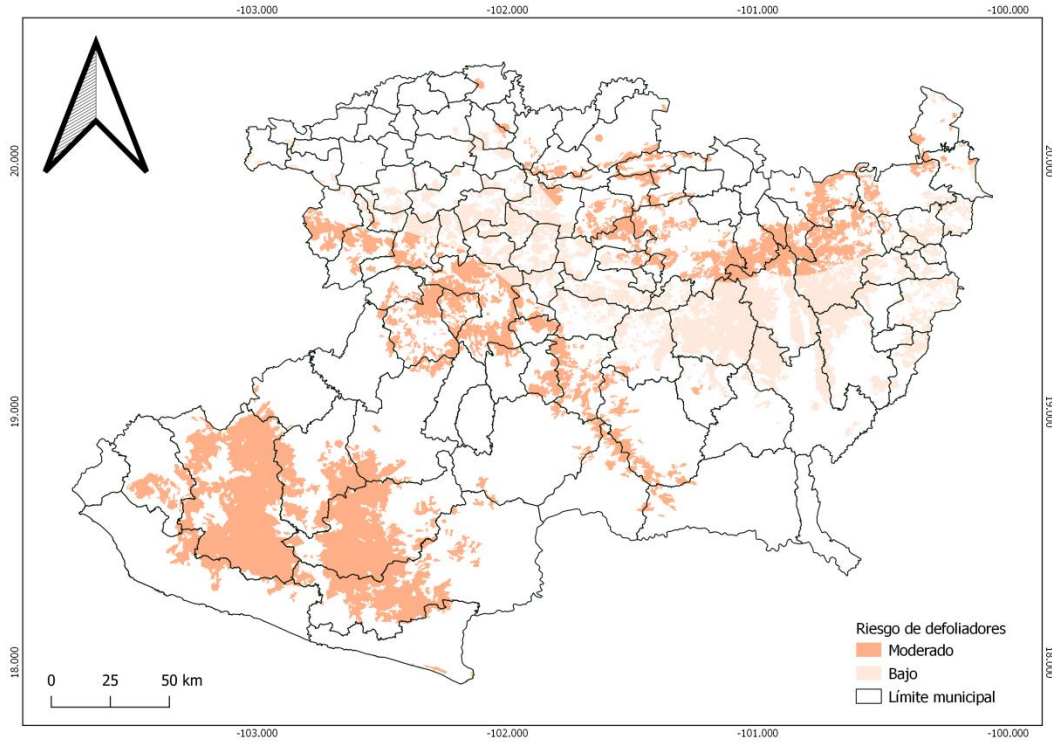 -103.000 -102.000 -101.000 -100.000
20.000 20.000
19.000 19.000
18.000 18.000
Riesgo de defoliadores
Moderado
Bajo
Límite municipal
0 25 50 km
-103.000 -102.000 -101.000 -100.000